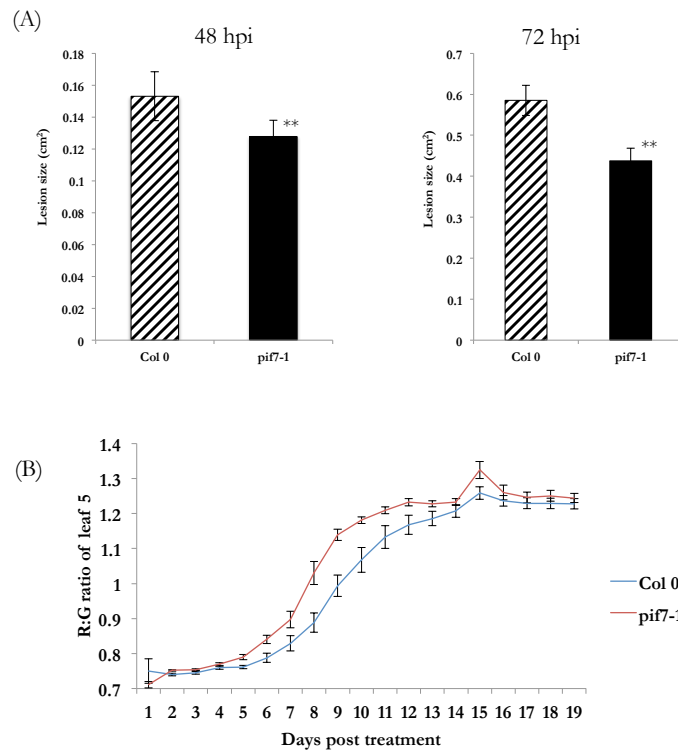 (A)
48 hpi
72 hpi
Lesion size (cm²)
0.18
0.16
0.14
0.12
0.1
0.08
0.06
0.04
0.02
0
**
Col 0 pif7-1
Lesion size (cm²)
0.7
0.6
0.5
0.4
0.3
0.2
0.1
0
**
Col 0 pif7-1
(B)
R:G ratio of leaf 5
1.4
1.3
1.2
1.1
1
0.9
0.8
0.7
1 2 3 4 5 6 7 8 9 10 11 12 13 14 15 16 17 18 19
Days post treatment
Col 0
pif7-1